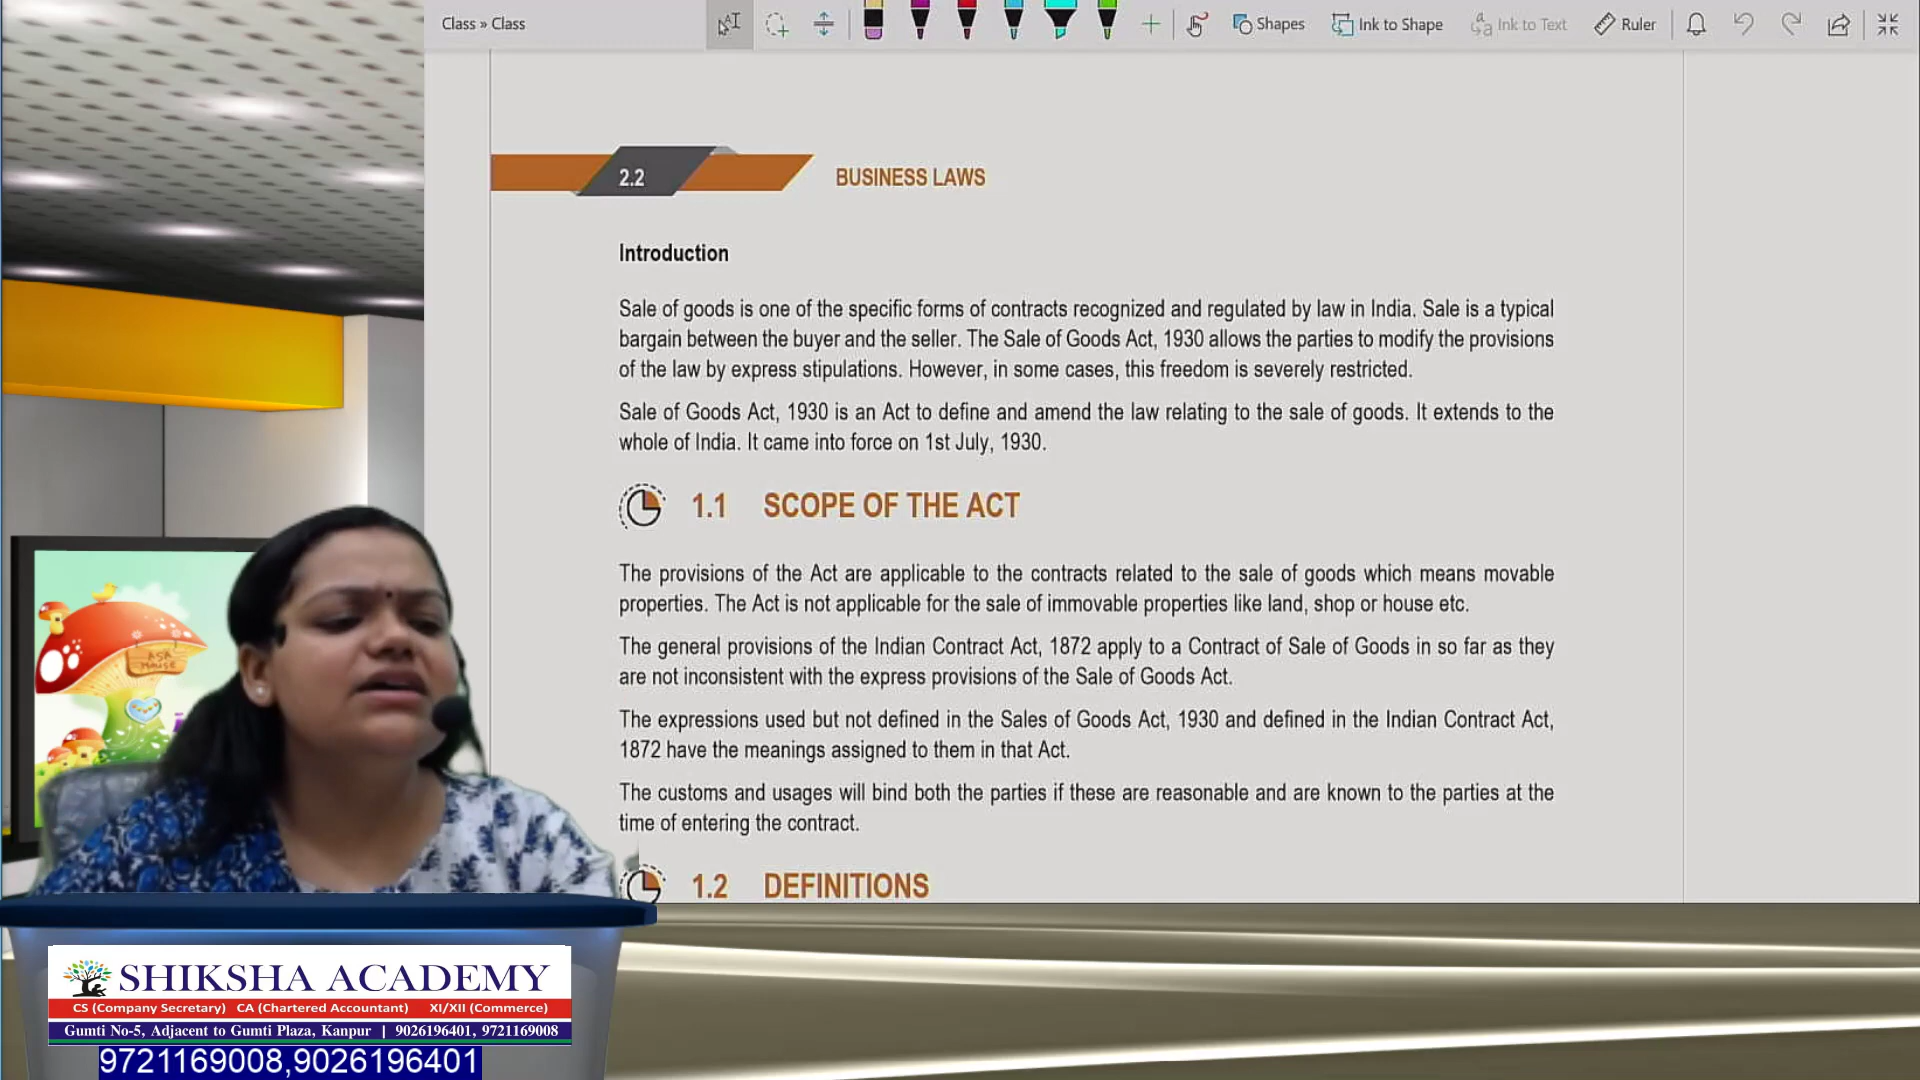 Class » Class
Shapes
Ink to Shape
Ink to Text
Ruler
2.2
BUSINESS LAWS
Introduction
Sale of goods is one of the specific forms of contracts recognized and regulated by law in India. Sale is a typical
bargain between the buyer and the seller. The Sale of Goods Act, 1930 allows the parties to modify the provisions
of the law by express stipulations. However, in some cases, this freedom is severely restricted.
Sale of Goods Act, 1930 is an Act to define and amend the law relating to the sale of goods. It extends to the
whole of India. It came into force on 1st July, 1930.
1.1 SCOPE OF THE ACT
The provisions of the Act are applicable to the contracts related to the sale of goods which means movable
properties. The Act is not applicable for the sale of immovable properties like land, shop or house etc.
The general provisions of the Indian Contract Act, 1872 apply to a Contract of Sale of Goods in so far as they
are not inconsistent with the express provisions of the Sale of Goods Act.
The expressions used but not defined in the Sales of Goods Act, 1930 and defined in the Indian Contract Act,
1872 have the meanings assigned to them in that Act.
The customs and usages will bind both the parties if these are reasonable and are known to the parties at the
time of entering the contract.
1.2 DEFINITIONS
SHIKSHA ACADEMY
CS (Company Secretary) CA (Chartered Accountant) XI/XII (Commerce)
Gumti No-5, Adjacent to Gumti Plaza, Kanpur | 9026196401, 9721169008
9721169008,9026196401